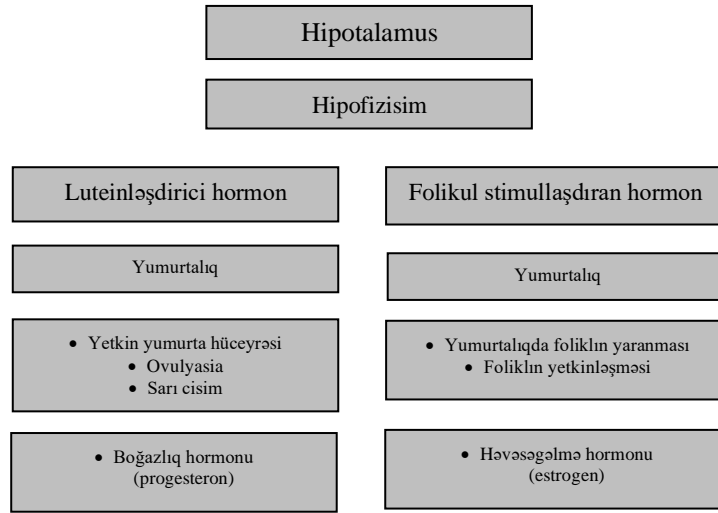 Hipotalamus
Hipofizisim
Luteinləşdirici hormon
Yumurtalıq
• Yetkin yumurta hüceyrəsi
• Ovulyasia
• Sarı cisim
• Boğazlıq hormonu
(progesteron)
Folikul stimullaşdıran hormon
Yumurtalıq
• Yumurtalıqda foliklın yaranması
• Foliklın yetkinləşməsi
• Həvəsəgəlmə hormonu
(estrogen)